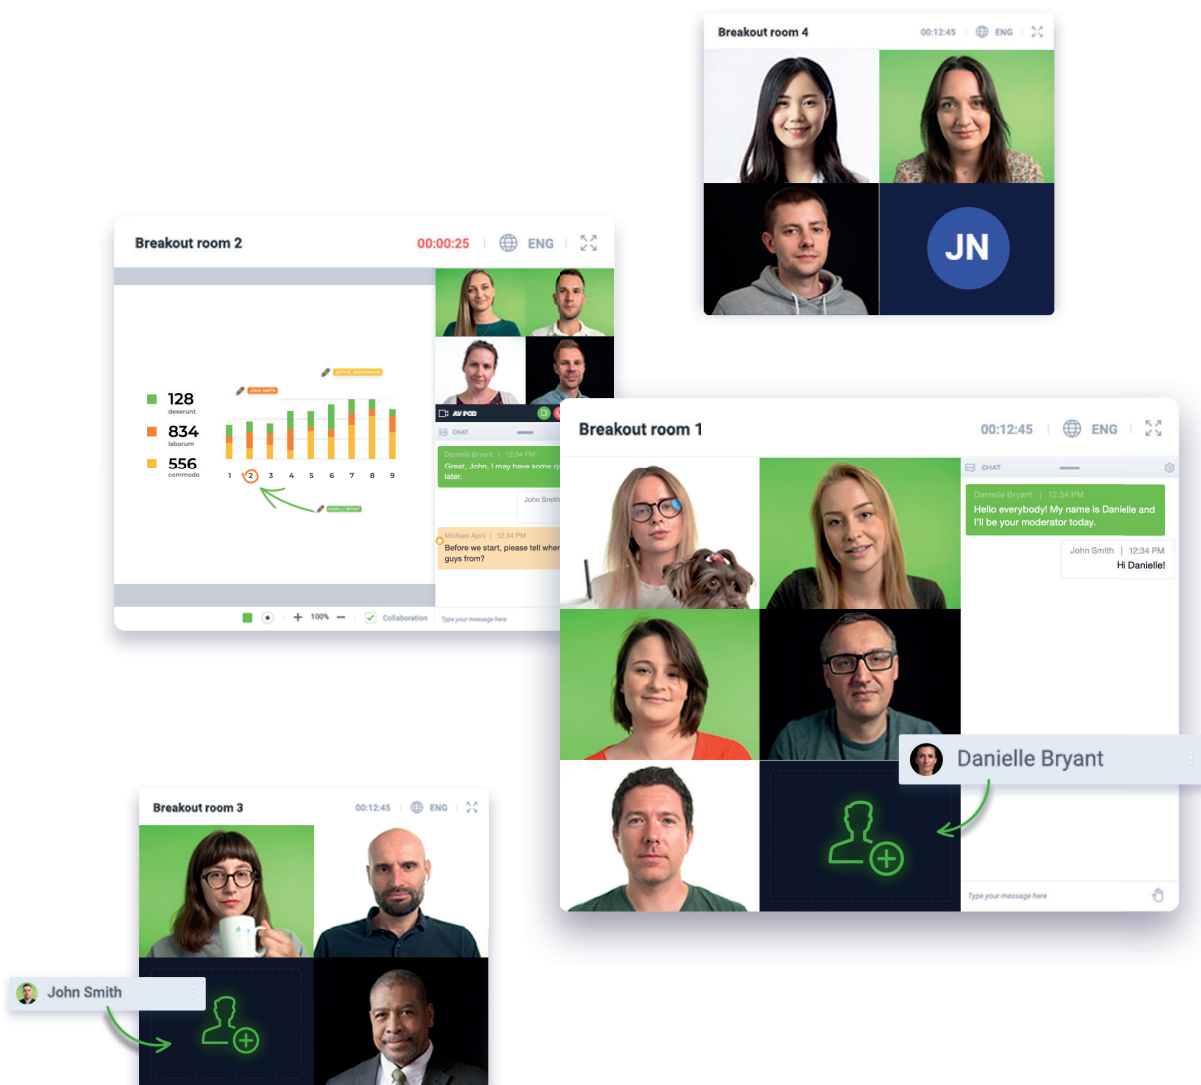 Breakout room 4
00:12:45
ENG
JN
Breakout room 2
00:00:25
ENG
128
deserunt
834
laborum
556
commodo
JOHN SMITH
1 2 3 4 5 6 7 8 9
AV POD
CHAT
Danielle Bryant | 12:34 PM
Great, John, I may have some
later.
John Smith
Michael April | 12:34 PM
Before we start, please tell
guys from?
100%
Collaboration
Type your message here
Breakout room 1
00:12:45
ENG
CHAT
Danielle Bryant | 12:34 PM
Hello everybody! My name is Danielle and
I'll be your moderator today.
John Smith | 12:34 PM
Hi Danielle!
Danielle Bryant
Type your message here
Breakout room 3
00:12:45
ENG
John Smith